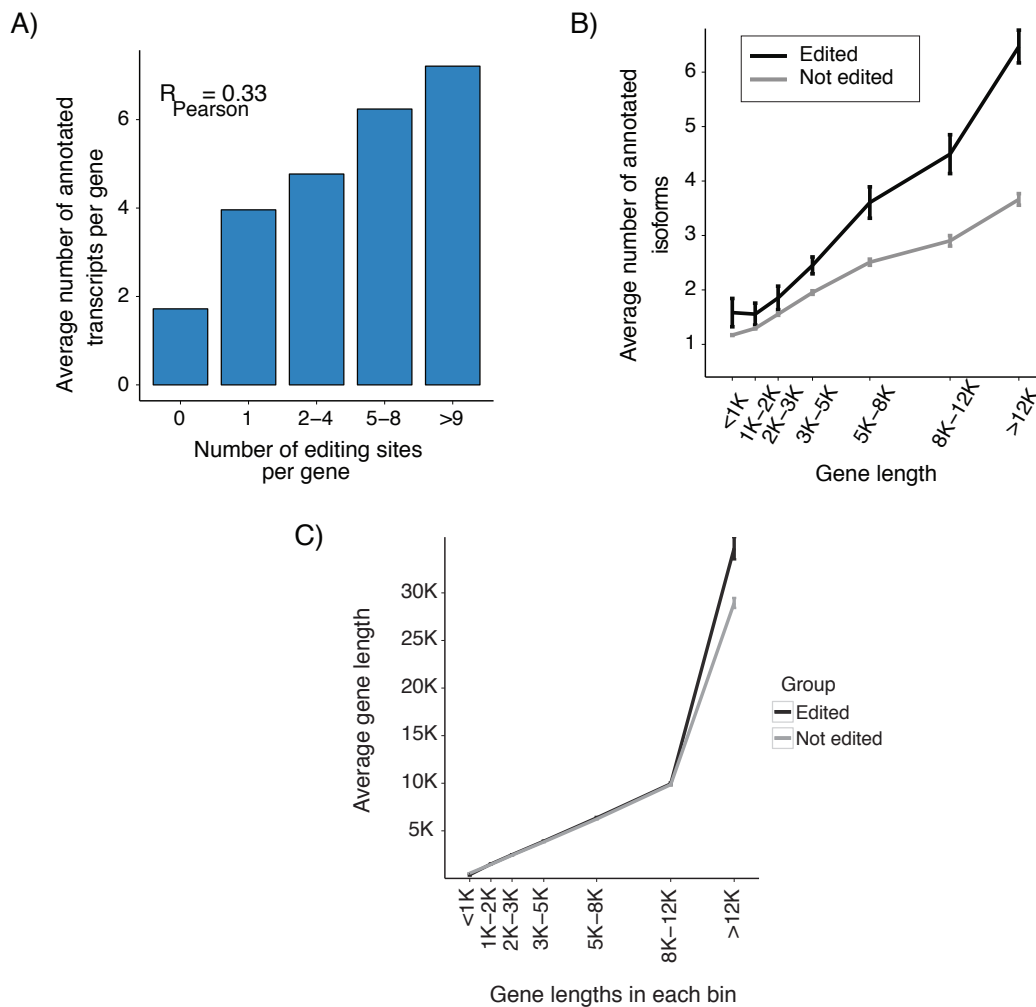 A)
Average number of annotated
transcripts per gene
R = 0.33
Pearson
6
4
2
0
0 1 2−4 5−8 >9
Number of editing sites
per gene
B)
Average number of annotated
isoforms
Edited
Not edited
6
5
4
3
2
1
<1K 1K−2K 2K−3K 3K−5K 5K−8K 8K−12K >12K
Gene length
C)
Average gene length
30K
25K
20K
15K
10K
5K
<1K 1K−2K 2K−3K 3K−5K 5K−8K 8K−12K >12K
Gene lengths in each bin
Group
Edited
Not edited